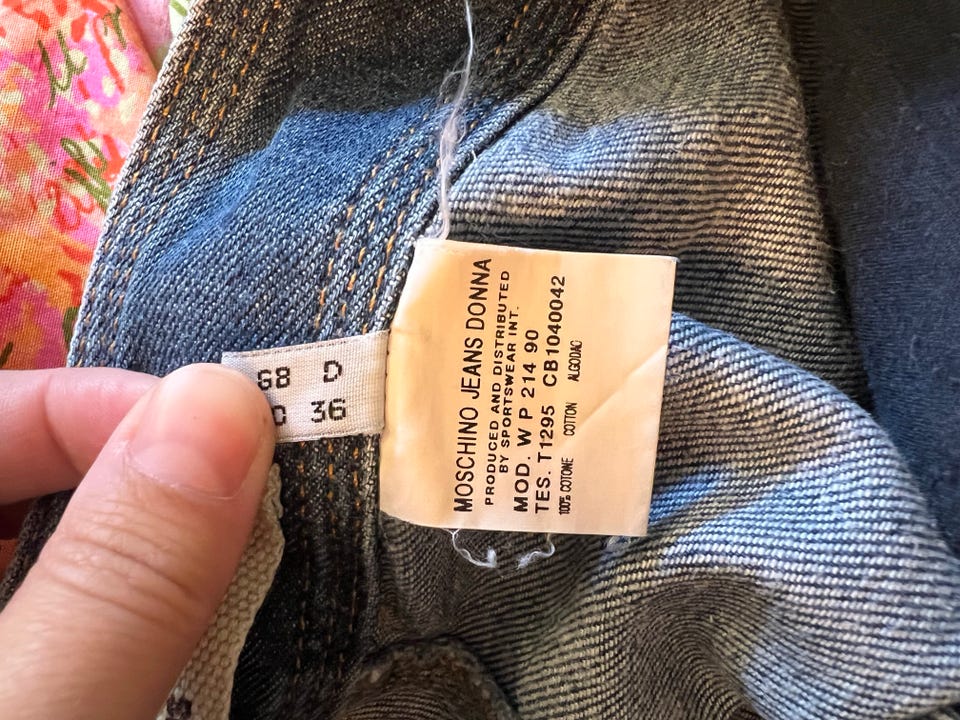 68 D
36
MOSCHINO JEANS DONNA
PRODUCED AND DISTRIBUTED
BY SPORTSWEAR INT.
MOD. W P 214 90
TES. T1295 CB1040042
100% COTONE COTTON ALGODAO